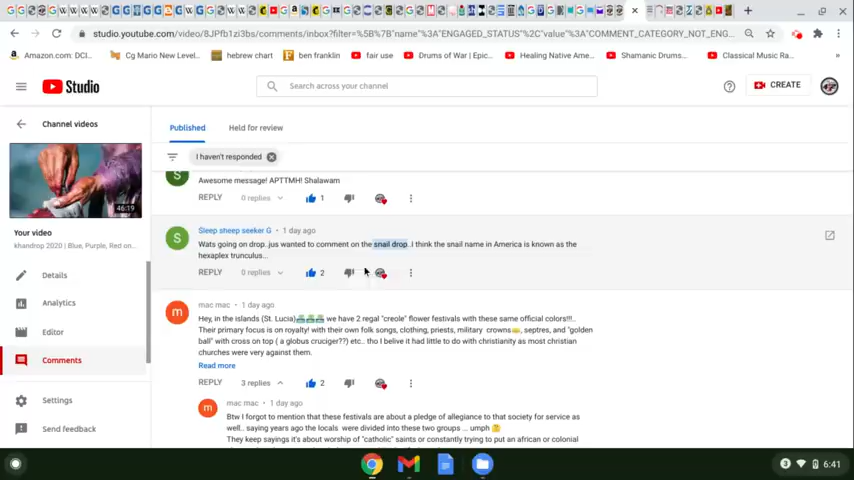 studio.youtube.com/video/8JPfb1zi3bs/comments/inbox?filter=%5B%7B"name"%3A"ENGAGED_STATUS"%2C"value"%3A"COMMENT_CATEGORY_NOT_ENG...
Amazon.com: DCI... Cg Mario New Level... hebrew chart ben franklin fair use Drums of War | Epic... Healing Native Ame... Shamanic Drums... Classical Music Ra... »
Studio
Search across your channel
CREATE
Channel videos
Published Held for review
I haven't responded
46:19
Your video
khandrop 2020 | Blue, Purple, Red on...
Details
Analytics
Editor
Comments
Settings
Send feedback
S
Awesome message! APTTMH! Shalawam
REPLY 0 replies 1
S
Sleep sheep seeker G • 1 day ago
Wats going on drop..jus wanted to comment on the snail drop..I think the snail name in America is known as the
hexaplex trunculus...
REPLY 0 replies 2
m
mac mac • 1 day ago
Hey, in the islands (St. Lucia)🏝🏝🏝 we have 2 regal "creole" flower festivals with these same official colors!!!..
Their primary focus is on royalty! with their own folk songs, clothing, priests, military crowns👑, septres, and "golden
ball" with cross on top ( a globus cruciger??) etc.. tho I belive it had little to do with christianity as most christian
churches were very against them.
Read more
REPLY 3 replies 2
m
mac mac • 1 day ago
Btw I forgot to mention that these festivals are about a pledge of allegiance to that society for service as
well.. saying years ago the locals were divided into these two groups ... umph 🤔
They keep sayings it's about worship of "catholic" saints or constantly trying to put an african or colonial
3 6:41